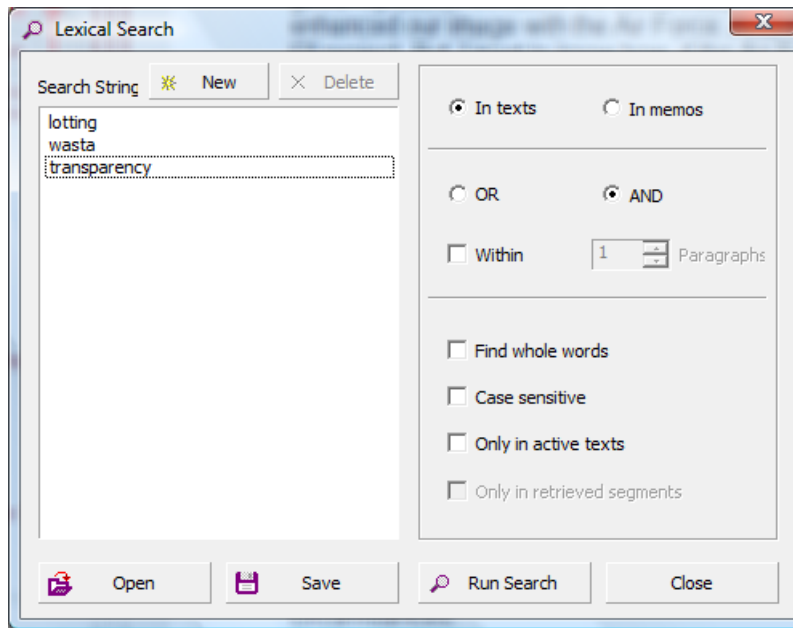 Lexical Search
Search String
New
Delete
lotting
wasta
transparency
In texts
In memos
OR
AND
Within
1
Paragraphs
Find whole words
Case sensitive
Only in active texts
Only in retrieved segments
Open
Save
Run Search
Close